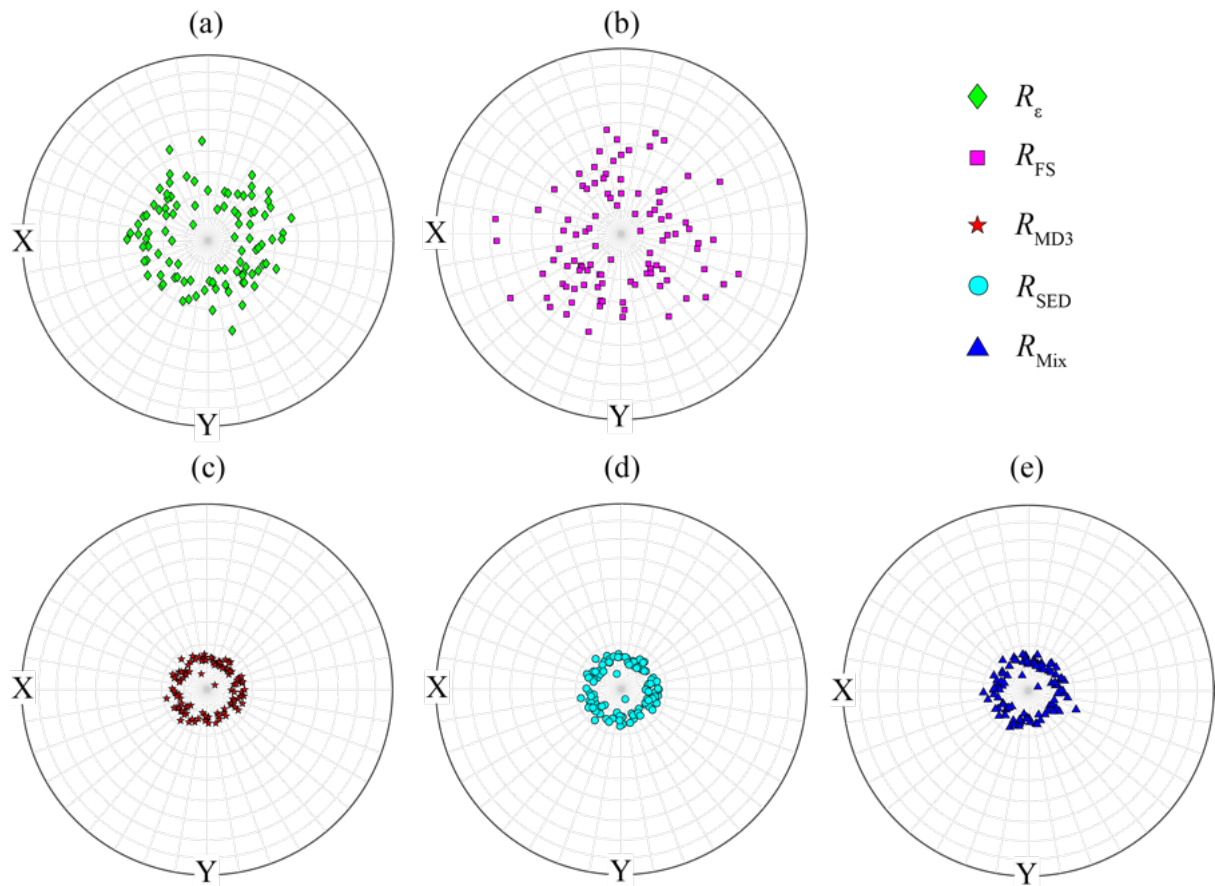 (a)
(b)
X
Y
X
Y
R_ε
R_FS
R_MD3
R_SED
R_Mix
(c)
(d)
(e)
X
Y
X
Y
X
Y